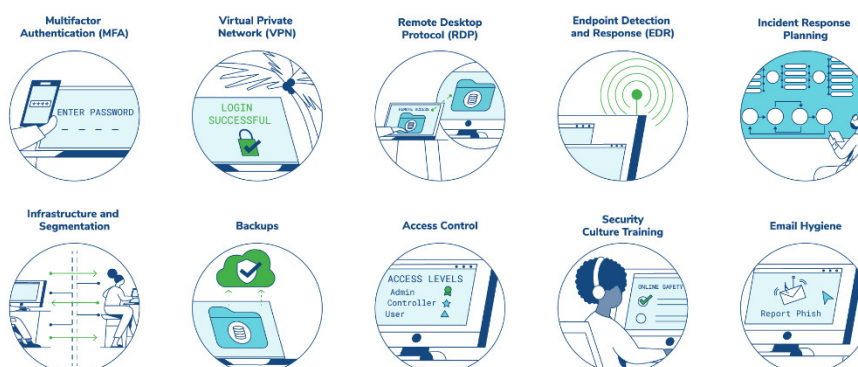 Multifactor
Authentication (MFA)
Virtual Private
Network (VPN)
Remote Desktop
Protocol (RDP)
Endpoint Detection
and Response (EDR)
Incident Response
Planning
ENTER PASSWORD
LOGIN
SUCCESSFUL
REMOTE ACCESS
Infrastructure and
Segmentation
Backups
Access Control
Security
Culture Training
Email Hygiene
ACCESS LEVELS
Admin
Controller
User
ONLINE SAFETY
Report Phish